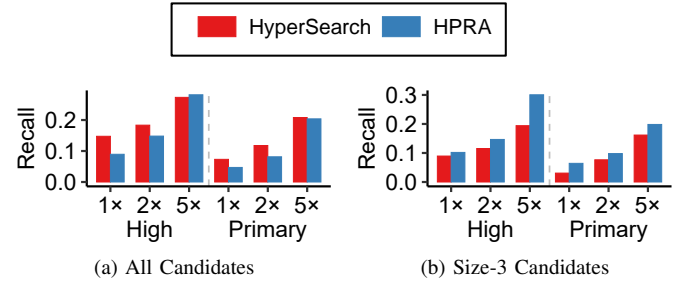 HyperSearch HPRA
Recall
0.2
0.1
0.0
1× 2× 5× 1× 2× 5×
High Primary
(a) All Candidates
Recall
0.3
0.2
0.1
0.0
1× 2× 5× 1× 2× 5×
High Primary
(b) Size-3 Candidates